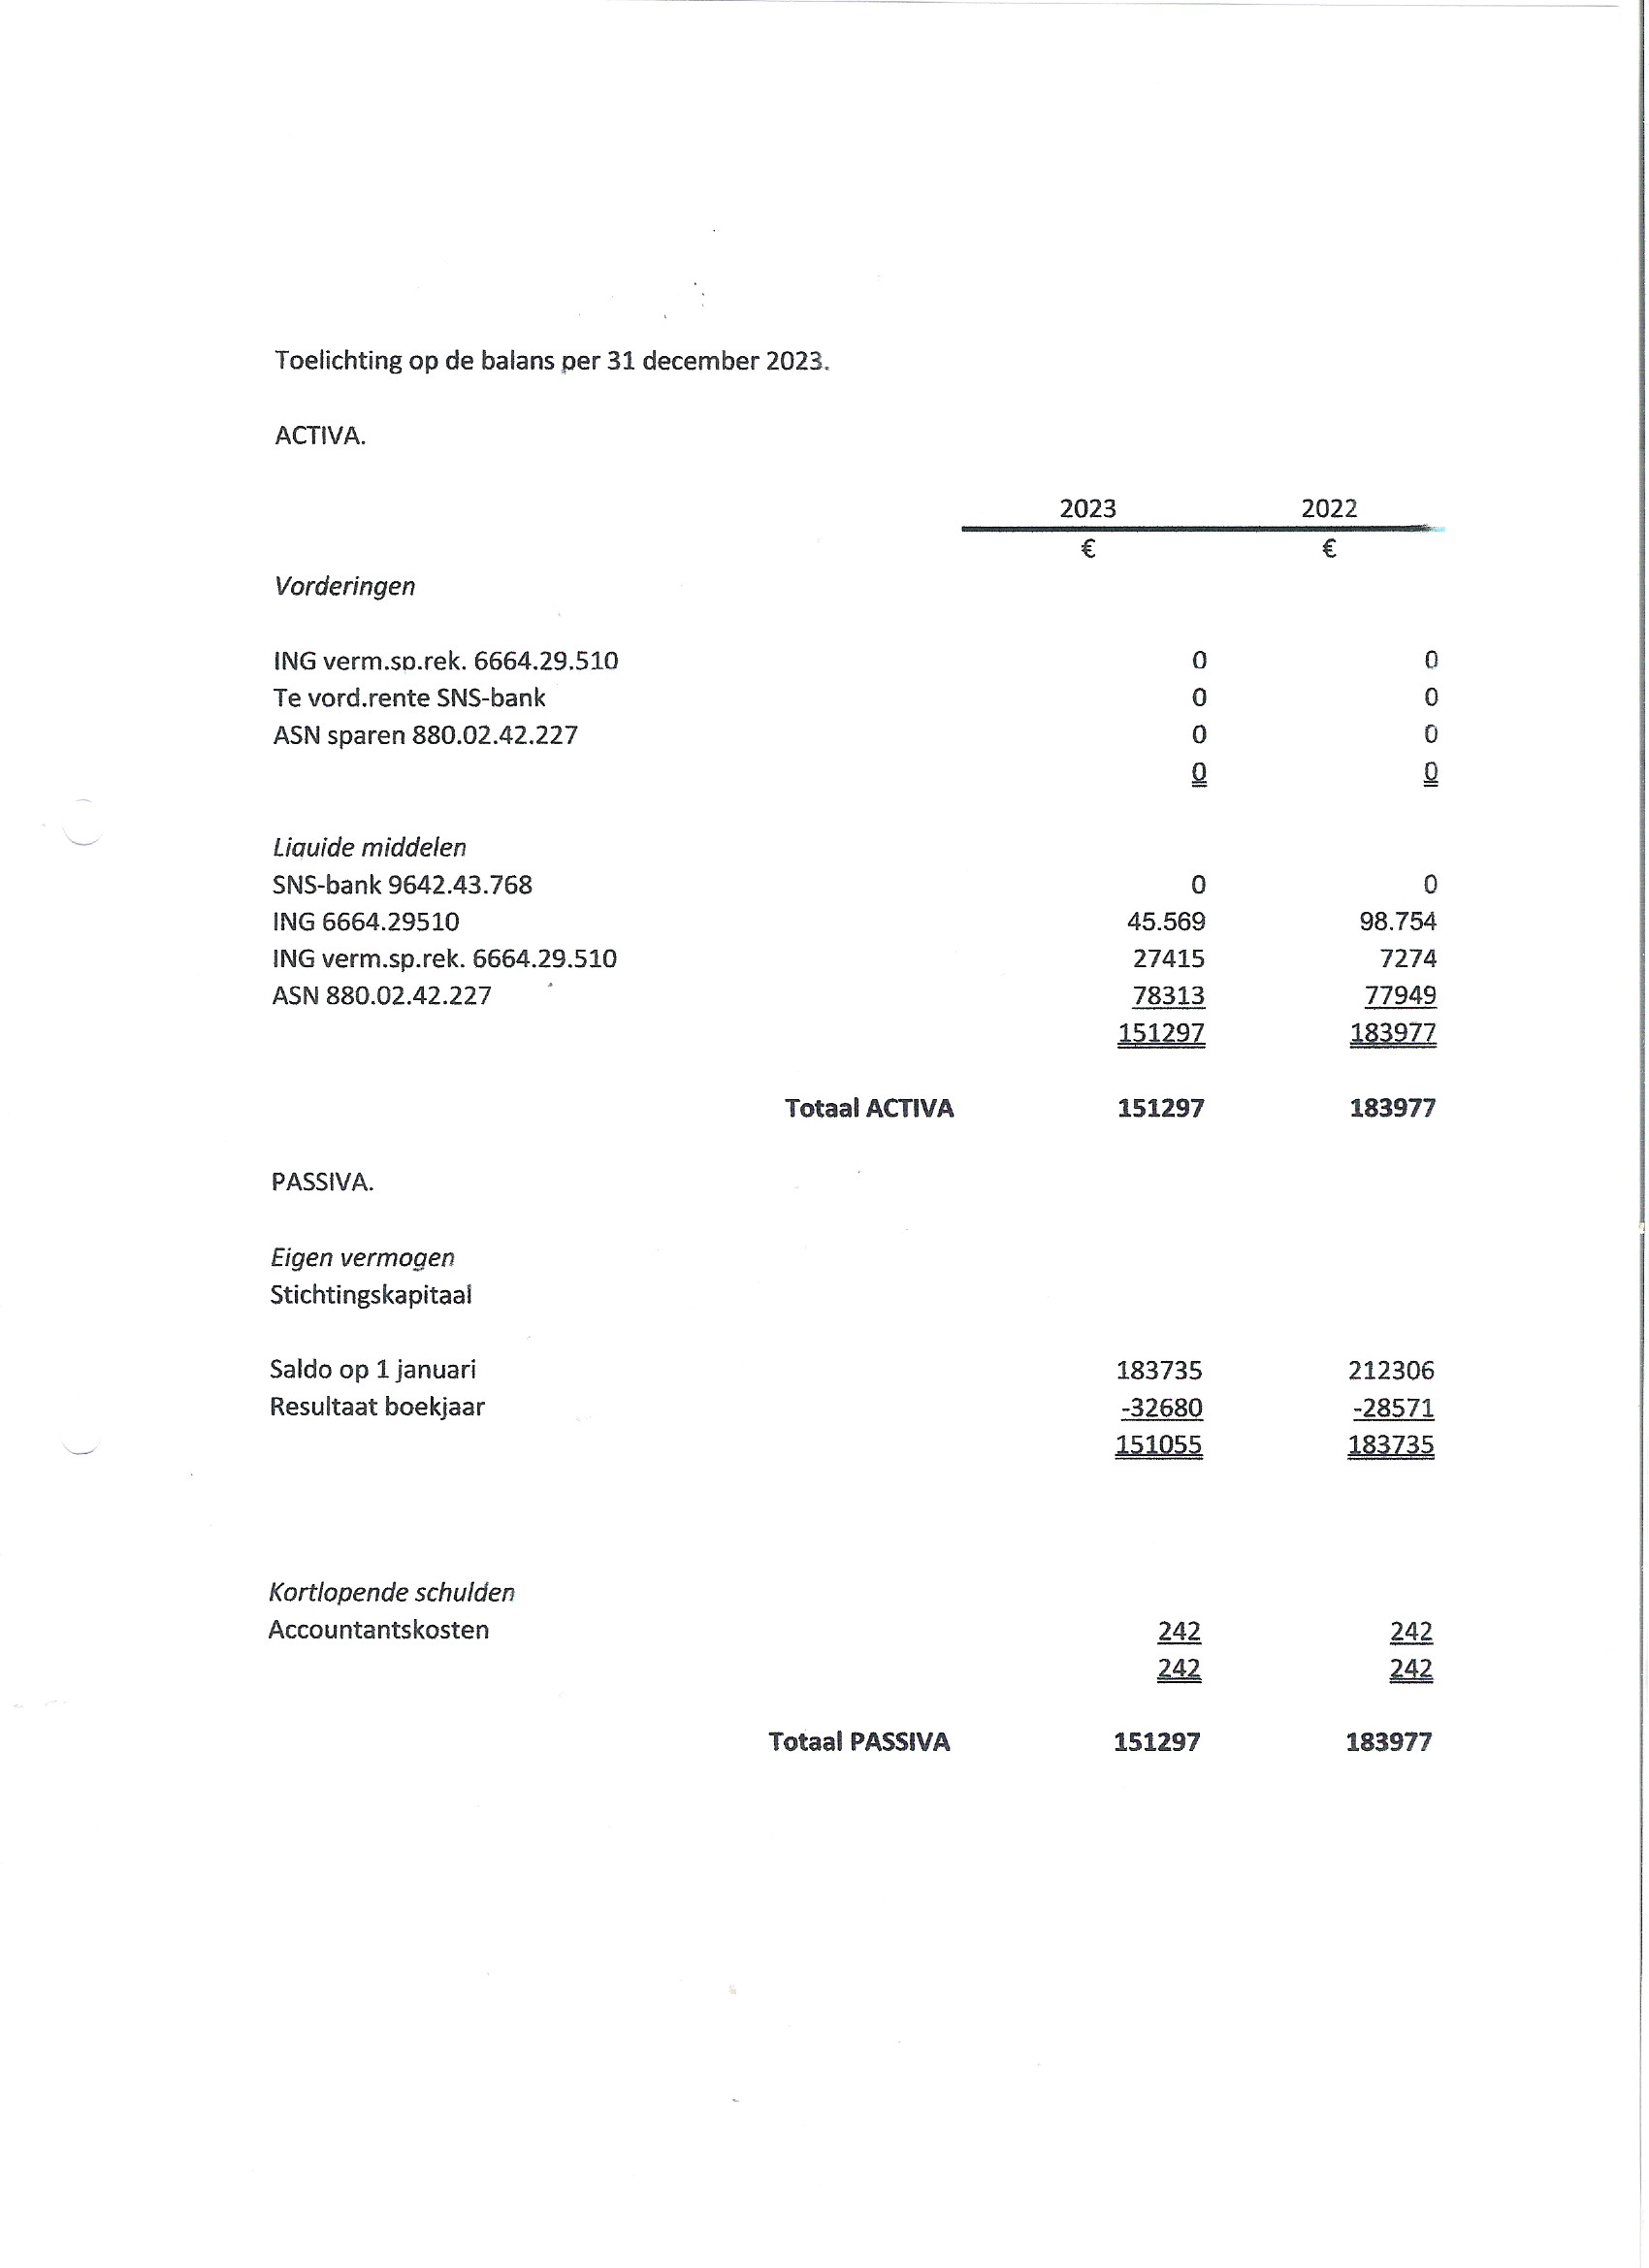 Toelichting op de balans per 31 december 2023.
ACTIVA.
2023 2022
€ €
Vorderingen
ING verm.sp.rek. 6664.29.510 0 0
Te vord.rente SNS-bank 0 0
ASN sparen 880.02.42.227 0 0
0 0
Liquide middelen
SNS-bank 9642.43.768 0 0
ING 6664.29510 45.569 98.754
ING verm.sp.rek. 6664.29.510 27415 7274
ASN 880.02.42.227 78313 77949
151297 183977
Totaal ACTIVA 151297 183977
PASSIVA.
Eigen vermogen
Stichtingskapitaal
Saldo op 1 januari 183735 212306
Resultaat boekjaar -32680 -28571
151055 183735
Kortlopende schulden
Accountantskosten 242 242
242 242
Totaal PASSIVA 151297 183977